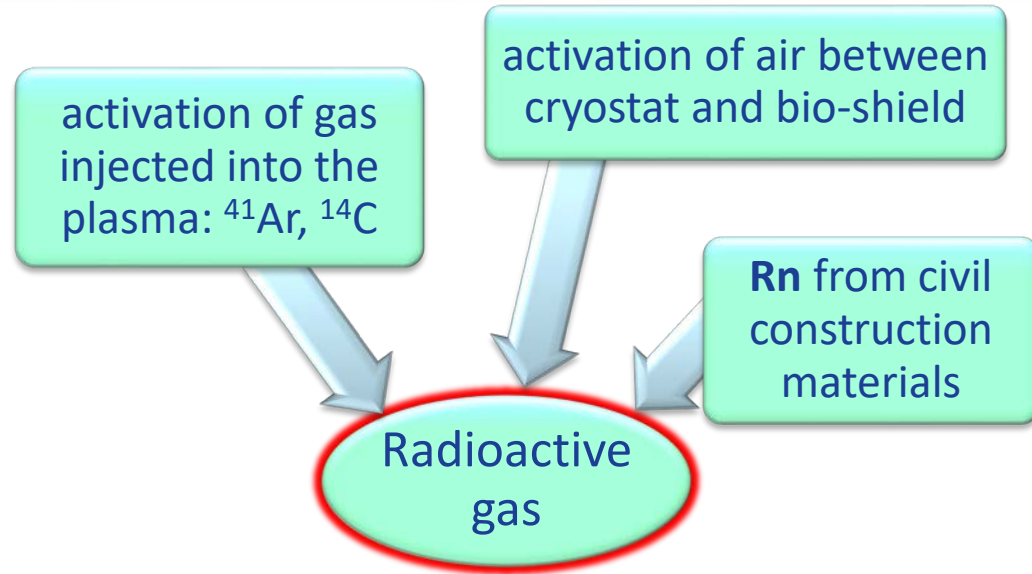 activation of gas
injected into the
plasma: ⁴¹Ar, ¹⁴C
activation of air between
cryostat and bio-shield
Rn from civil
construction
materials
Radioactive
gas